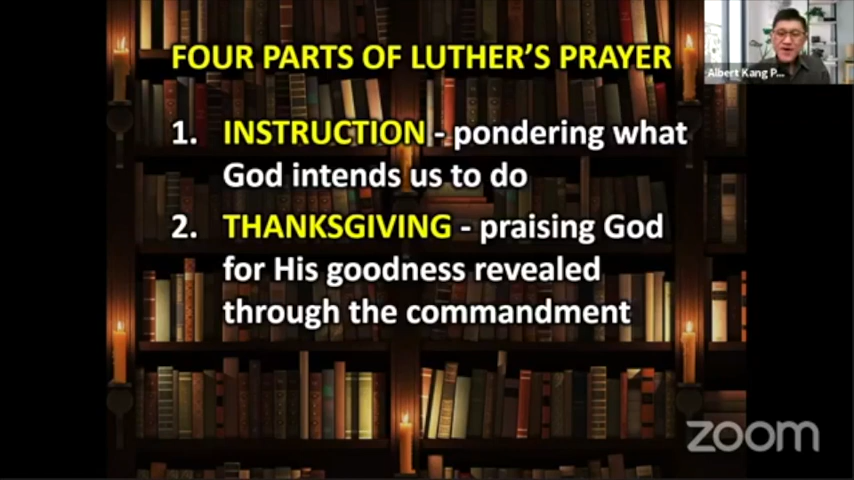 FOUR PARTS OF LUTHER'S PRAYER
Albert Kang P...
1. INSTRUCTION - pondering what
God intends us to do
2. THANKSGIVING - praising God
for His goodness revealed
through the commandment
zoom